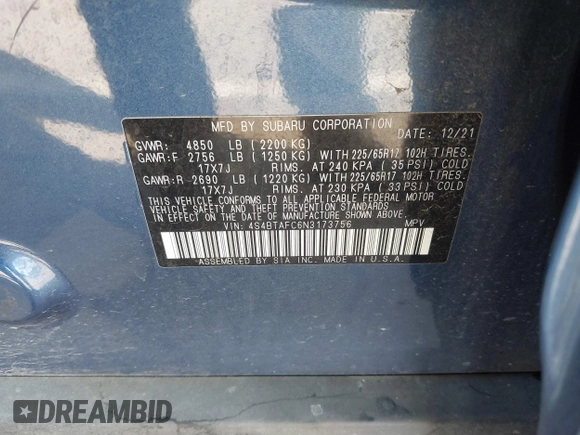 MFD BY SUBARU CORPORATION DATE: 12/21
GVWR: 4850 LB (2200 KG)
GAWR:F 2756 LB (1250 KG) WITH 225/65R17 102H TIRES.
17X7J RIMS. AT 240 KPA (35 PSI) COLD
GAWR:R 2690 LB (1220 KG) WITH 225/65R17 102H TIRES.
17X7J RIMS. AT 230 KPA (33 PSI) COLD
THIS VEHICLE CONFORMS TO ALL APPLICABLE FEDERAL MOTOR
VEHICLE SAFETY AND THEFT PREVENTION STANDARDS IN EFFECT
ON THE DATE OF MANUFACTURE SHOWN ABOVE.
VIN: 4S4BTAFC6N3173756 MPV
ASSEMBLED BY SIA INC. MADE IN U.S.A.
DREAMBID